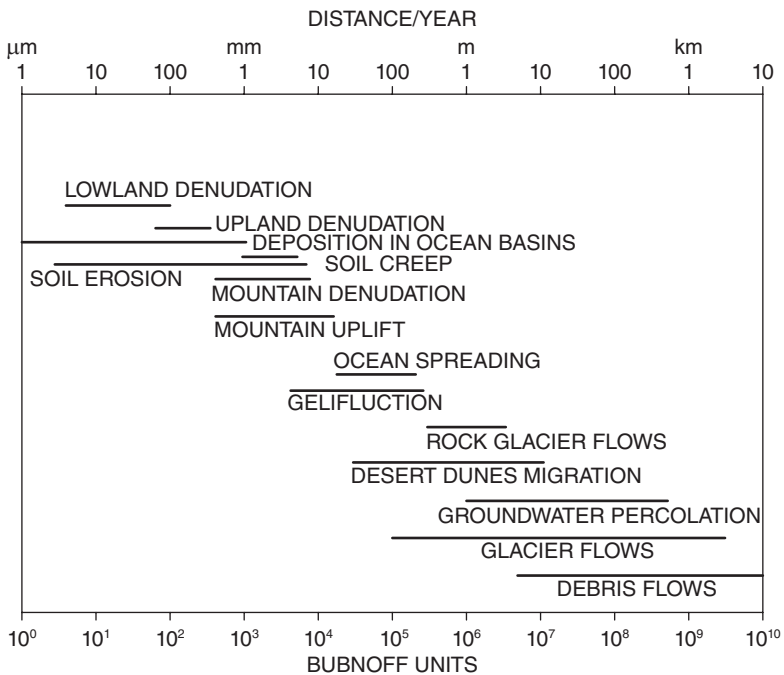 DISTANCE/YEAR
μm mm m km
1 10 100 1 10 100 1 10 100 1 10
LOWLAND DENUDATION
UPLAND DENUDATION
DEPOSITION IN OCEAN BASINS
SOIL CREEP
SOIL EROSION
MOUNTAIN DENUDATION
MOUNTAIN UPLIFT
OCEAN SPREADING
GELIFLUCTION
ROCK GLACIER FLOWS
DESERT DUNES MIGRATION
GROUNDWATER PERCOLATION
GLACIER FLOWS
DEBRIS FLOWS
10⁰ 10¹ 10² 10³ 10⁴ 10⁵ 10⁶ 10⁷ 10⁸ 10⁹ 10¹⁰
BUBNOFF UNITS